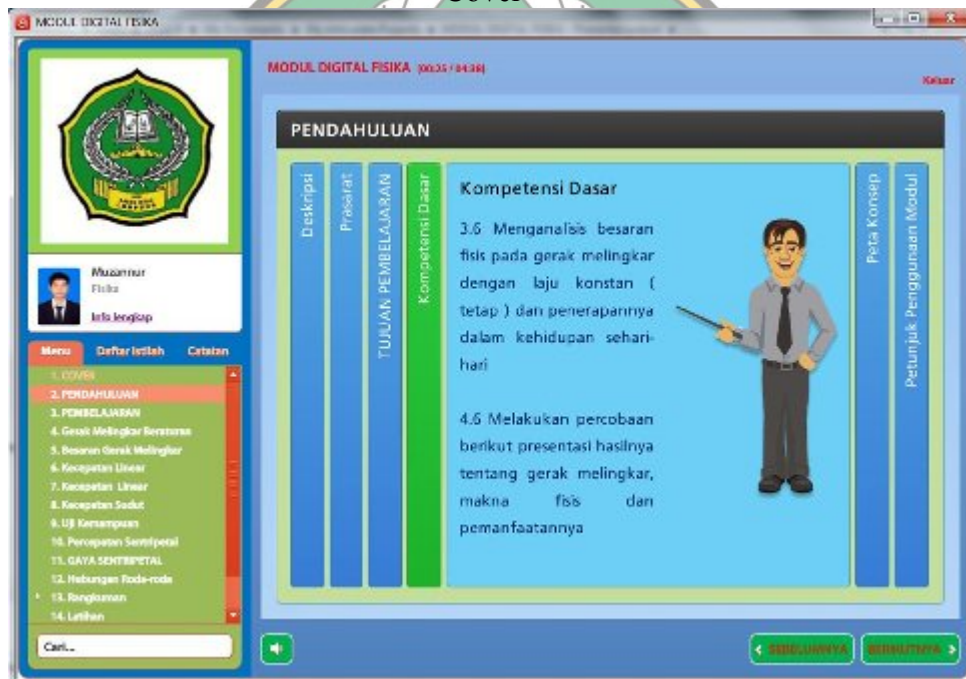 Cover
MODUL DIGITAL FISIKA
MODUL DIGITAL FISIKA (00:25 / 04:38)
Keluar
Muzannur
Fisika
Info lengkap
Menu Daftar Istilah Catatan
1. COVER
2. PENDAHULUAN
3. PEMBELAJARAN
4. Gerak Melingkar Beraturan
5. Besaran Gerak Melingkar
6. Kecepatan Linear
7. Kecepatan Linear
8. Kecepatan Sudut
9. Uji Kemampuan
10. Percepatan Sentripetal
11. GAYA SENTRIPETAL
12. Hubungan Roda-roda
13. Rangkuman
14. Latihan
Cari...
PENDAHULUAN
Deskripsi
Prasarat
TUJUAN PEMBELAJARAN
Kompetensi Dasar
Kompetensi Dasar
3.6 Menganalisis besaran
fisis pada gerak melingkar
dengan laju konstan (
tetap ) dan penerapannya
dalam kehidupan sehari-
hari
4.6 Melakukan percobaan
berikut presentasi hasilnya
tentang gerak melingkar,
makna fisis dan
pemanfaatannya
Peta Konsep
Petunjuk Penggunaan Modul
SEBELUMNYA
BERIKUTNYA